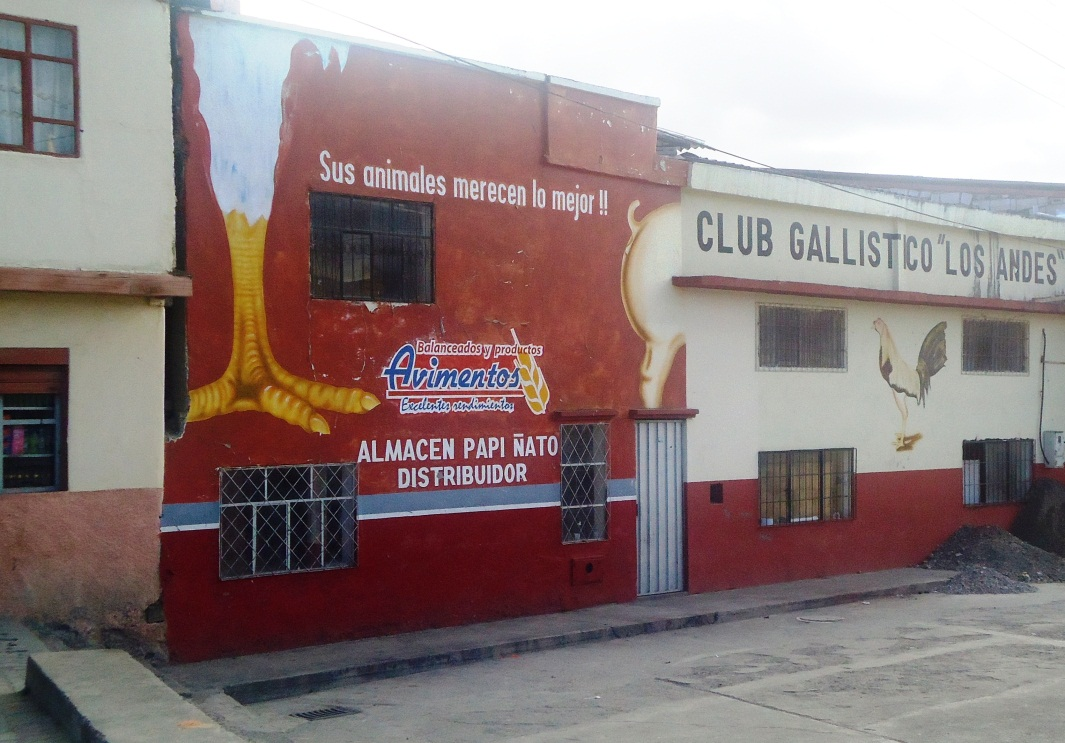 Sus animales merecen lo mejor !!
CLUB GALLISTICO "LOS ANDES"
Balanceados y productos
Avimentos
Excelentes rendimientos
ALMACEN PAPI ÑATO
DISTRIBUIDOR